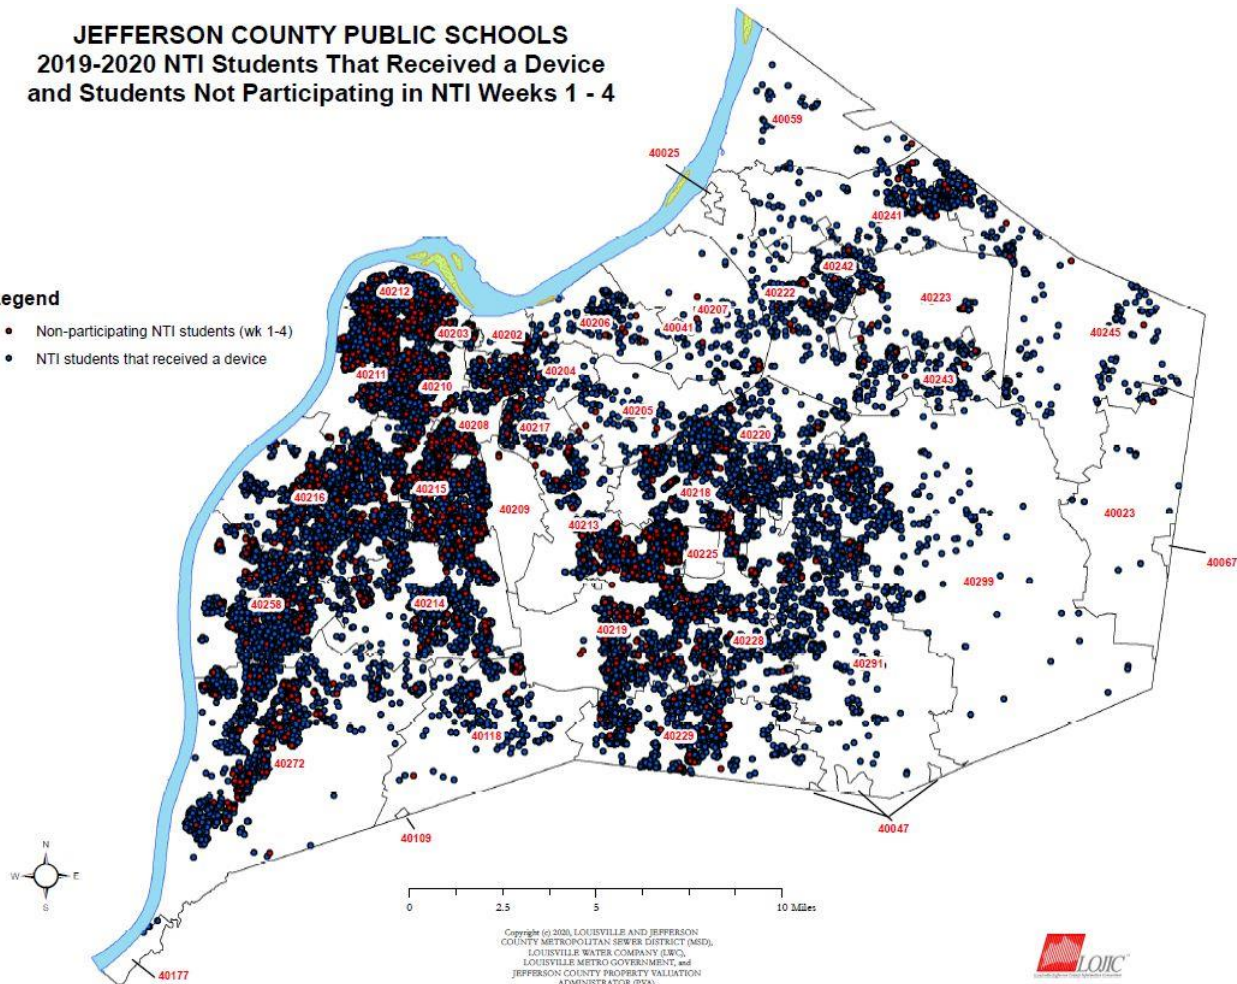 JEFFERSON COUNTY PUBLIC SCHOOLS
2019-2020 NTI Students That Received a Device
and Students Not Participating in NTI Weeks 1 - 4
40059
40025
40241
40242
40212
egend
40222
40223
40207
Non-participating NTI students (wk 1-4)
40203
40202
40206
40041
40245
NTI students that received a device
40211
40210
40204
40243
40205
40208
40217
40220
40215
40218
40216
40209
40023
40213
40225
40067
40299
40258
40214
40219
40228
40291
40118
40229
40272
40047
40109
N
W
E
S
0
2.5
5
10 Miles
Copyright (c) 2020, LOUISVILLE AND JEFFERSON
COUNTY METROPOLITAN SEWER DISTRICT (MSD),
LOUISVILLE WATER COMPANY (LWC),
LOUISVILLE METRO GOVERNMENT, and
JEFFERSON COUNTY PROPERTY VALUATION
ADMINISTRATOR (PVA)
LOJIC
40177